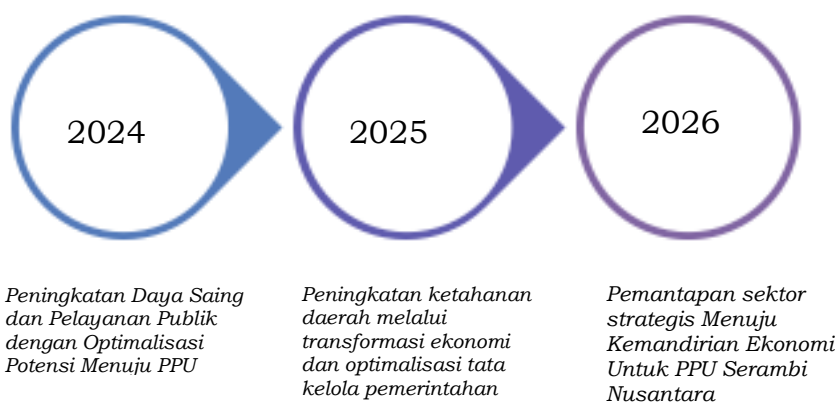 2024
2025
2026
Peningkatan Daya Saing
dan Pelayanan Publik
dengan Optimalisasi
Potensi Menuju PPU
Peningkatan ketahanan
daerah melalui
transformasi ekonomi
dan optimalisasi tata
kelola pemerintahan
Pemantapan sektor
strategis Menuju
Kemandirian Ekonomi
Untuk PPU Serambi
Nusantara